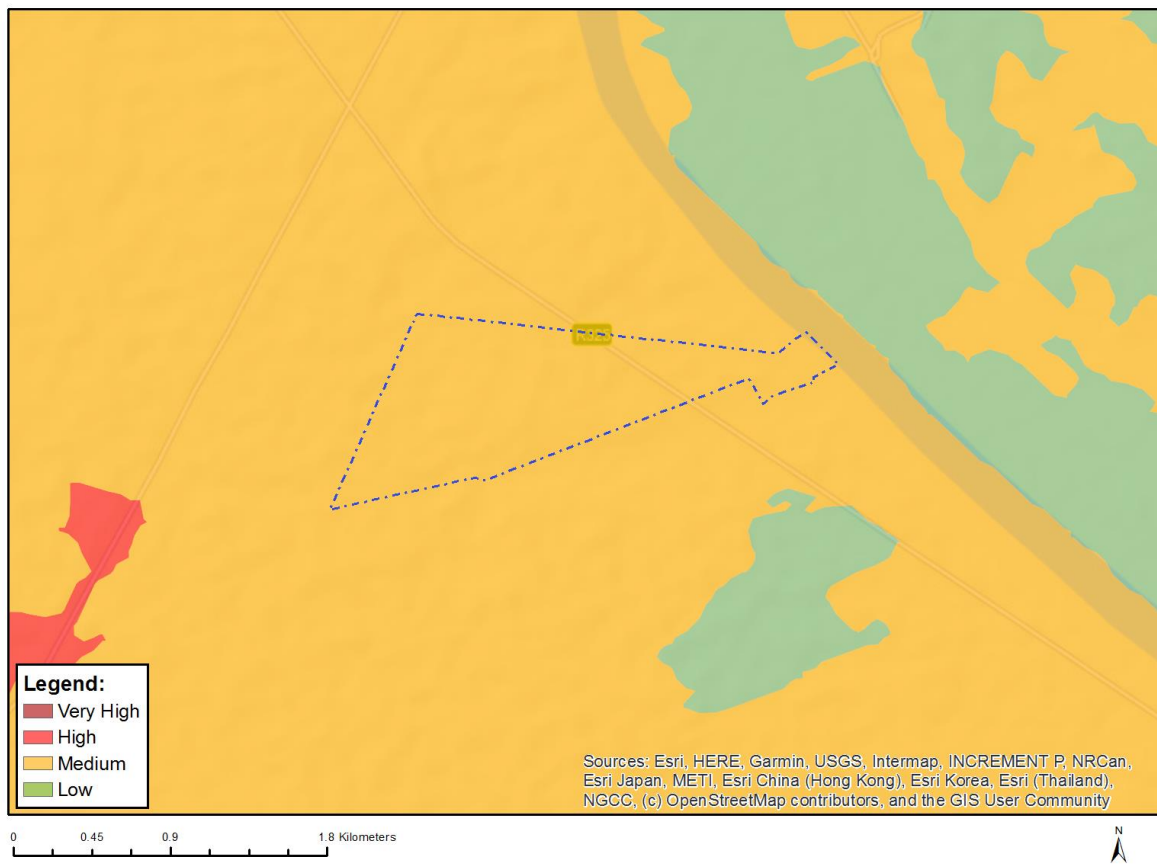 Legend:
Very High
High
Medium
Low
Sources: Esri, HERE, Garmin, USGS, Intermap, INCREMENT P, NRCan,
Esri Japan, METI, Esri China (Hong Kong), Esri Korea, Esri (Thailand),
NGCC, (c) OpenStreetMap contributors, and the GIS User Community
0 0.45 0.9 1.8 Kilometers
N